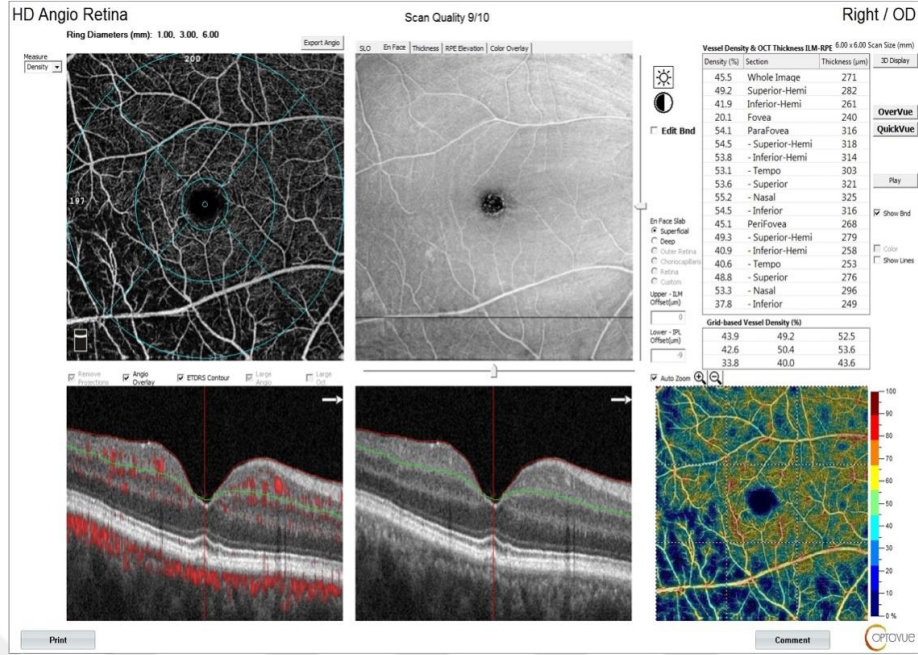 HD Angio Retina
Scan Quality 9/10
Right / OD
Ring Diameters (mm): 1.00, 3.00, 6.00
Export Angio
Measure
Density
200
197
SLO En Face Thickness RPE Elevation Color Overlay
Edit Bnd
En Face Slab
Superficial
Deep
Outer Retina
Choriocapillaris
Retina
Custom
Upper - ILM
Offset(um)
0
Lower - IPL
Offset(um)
-9
Vessel Density & OCT Thickness ILM-RPE 6.00 x 6.00 Scan Size (mm)
Density (%) Section Thickness (µm)
45.5 Whole Image 271
49.2 Superior-Hemi 282
41.9 Inferior-Hemi 261
20.1 Fovea 240
54.1 ParaFovea 316
54.5 - Superior-Hemi 318
53.8 - Inferior-Hemi 314
53.1 - Tempo 303
53.6 - Superior 321
55.2 - Nasal 325
54.5 - Inferior 316
45.1 PeriFovea 268
49.3 - Superior-Hemi 279
40.9 - Inferior-Hemi 258
40.6 - Tempo 253
48.8 - Superior 276
53.3 - Nasal 296
37.8 - Inferior 249
Grid-based Vessel Density (%)
43.9 49.2 52.5
42.6 50.4 53.6
33.8 40.0 43.6
3D Display
OverVue
QuickVue
Play
Show Bnd
Color
Show Lines
Remove Projections
Angio Overlay
ETDRS Contour
Large Angio
Large Oct
Auto Zoom
100
90
80
70
60
50
40
30
20
10
0 %
Print
Comment
OPTOVUE